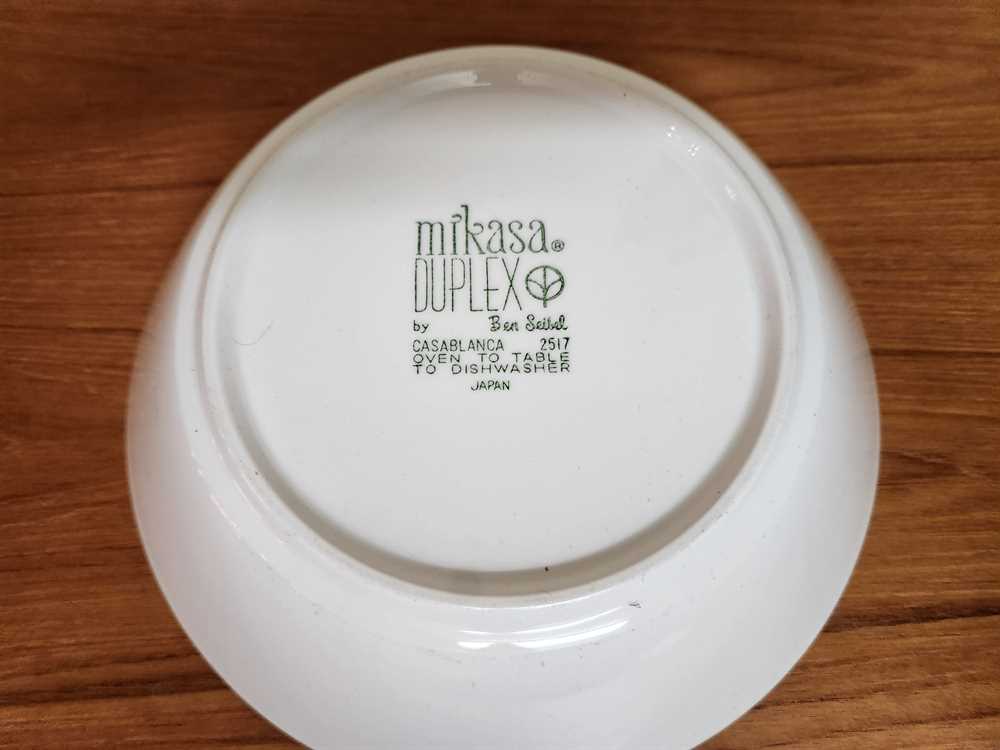 mikasa®
DUPLEX
by Ben Seibel
CASABLANCA 2517
OVEN TO TABLE
TO DISHWASHER
JAPAN